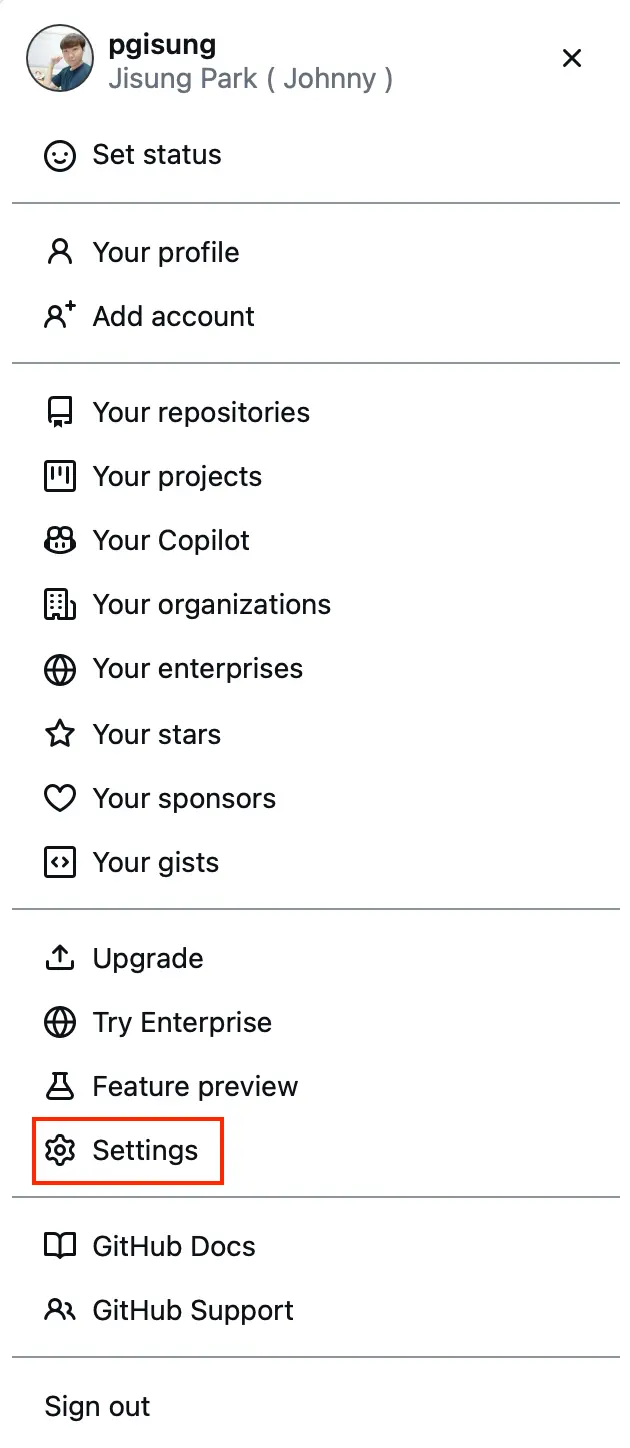 pgisung
Jisung Park ( Johnny )
Set status
Your profile
Add account
Your repositories
Your projects
Your Copilot
Your organizations
Your enterprises
Your stars
Your sponsors
Your gists
Upgrade
Try Enterprise
Feature preview
Settings
GitHub Docs
GitHub Support
Sign out